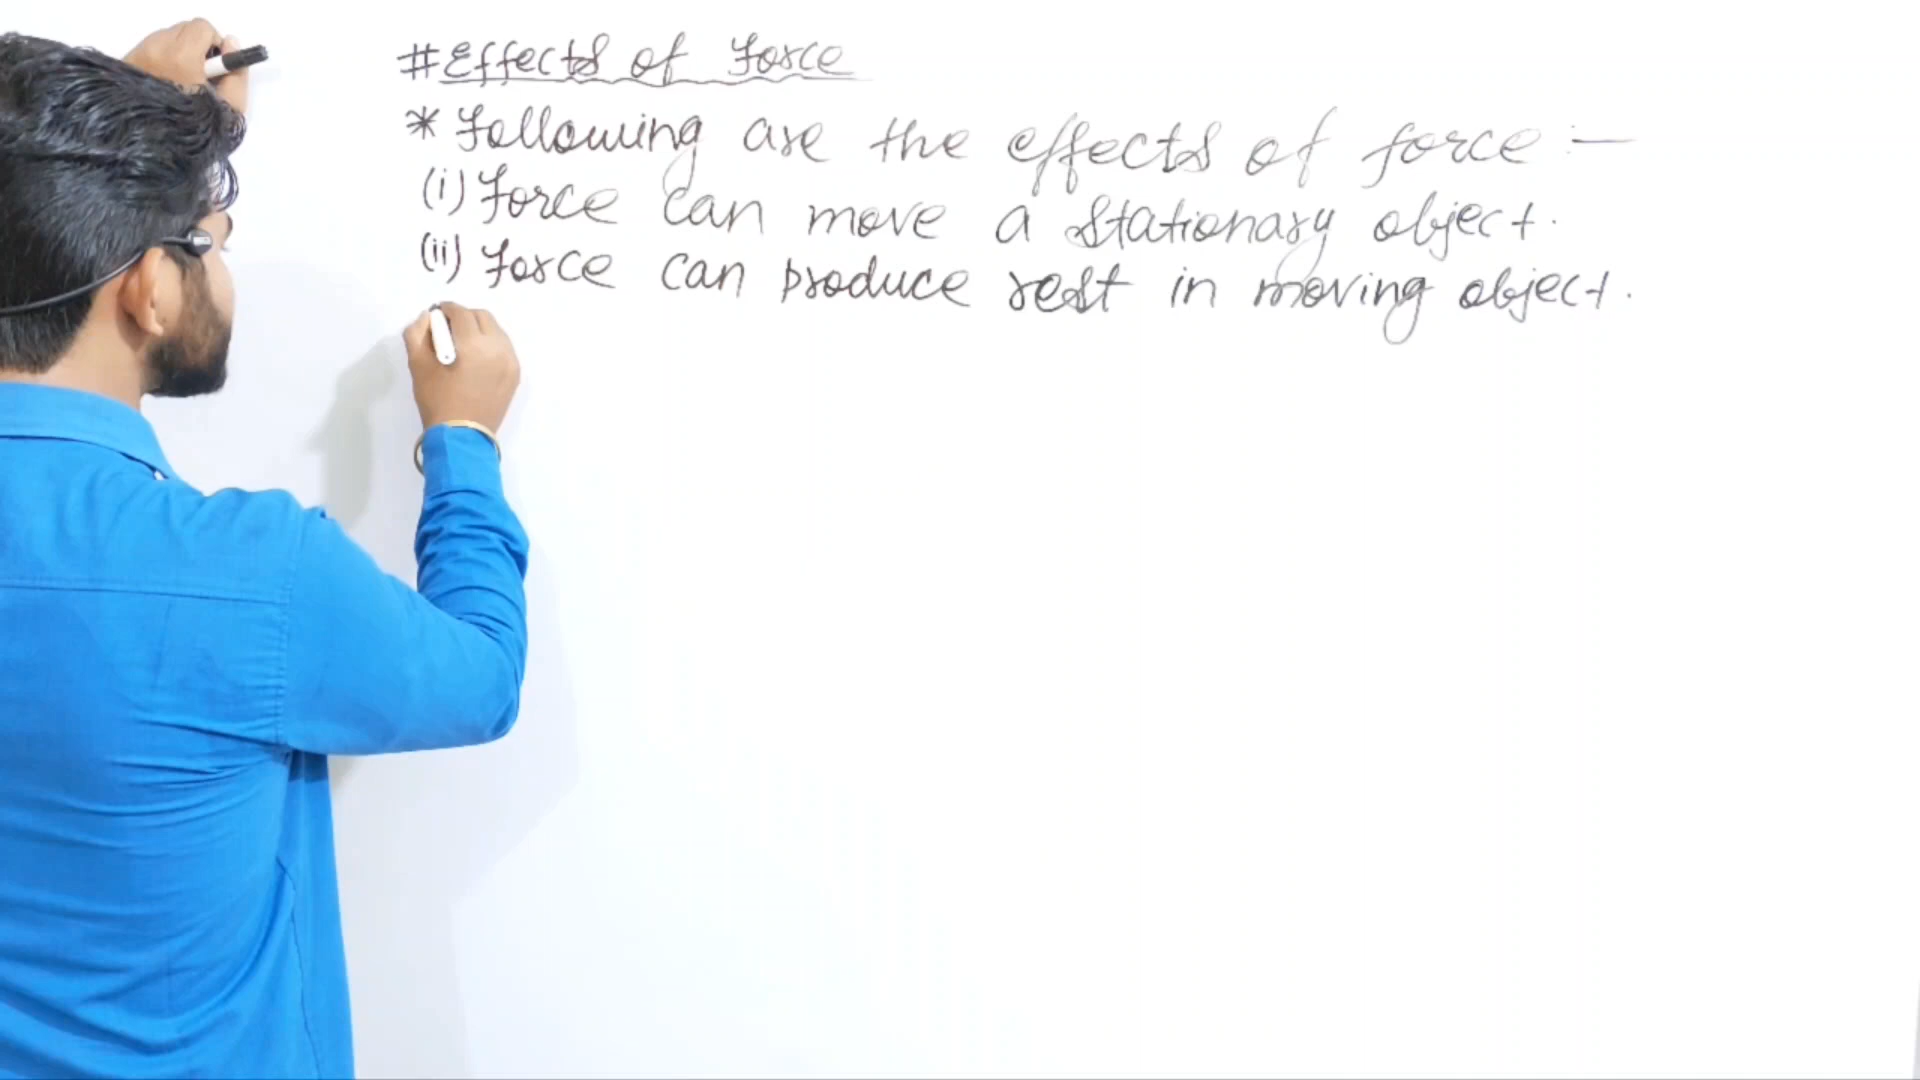 #Effects of Force
* Following are the effects of force :-
(i) Force can move a stationary object.
(ii) Force can produce rest in moving object.